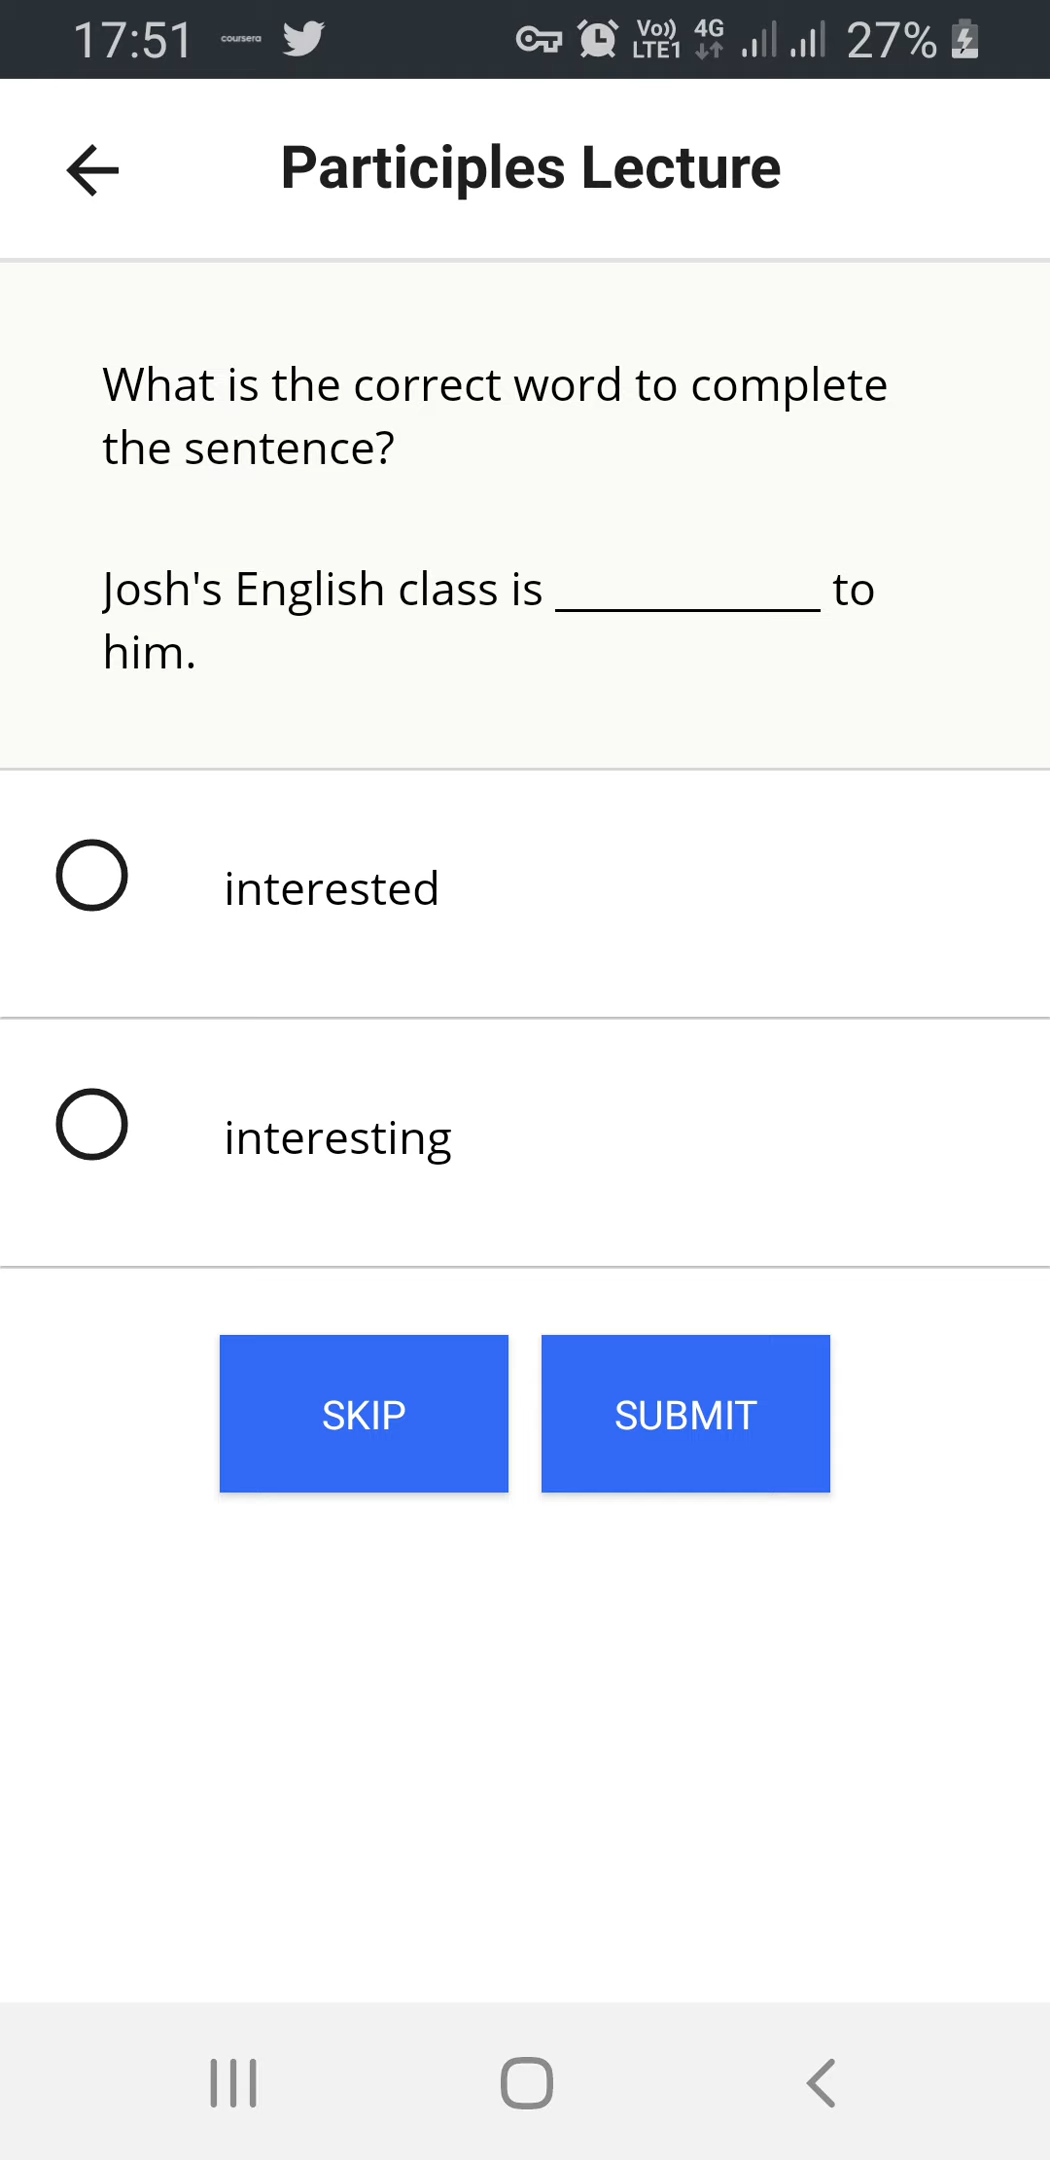 17:51 coursera Vo)) LTE1 4G 27%
Participles Lecture
What is the correct word to complete
the sentence?
Josh's English class is ___________ to
him.
interested
interesting
SKIP SUBMIT